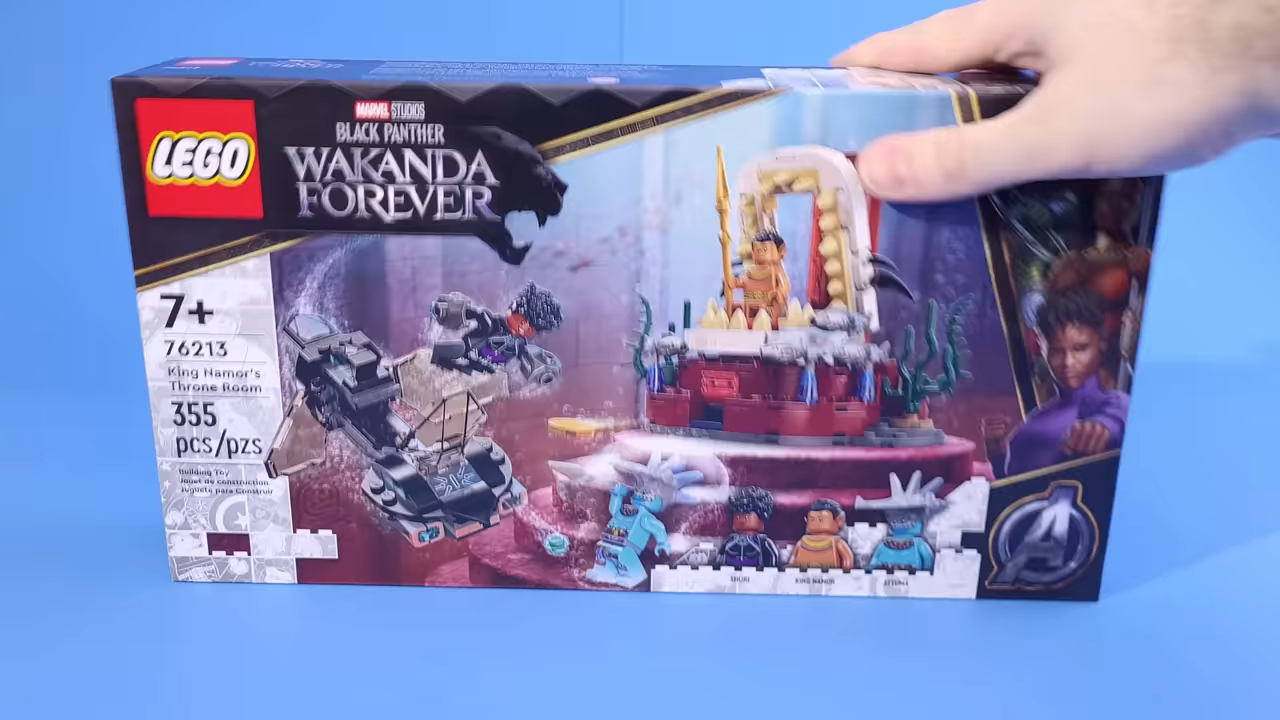 LEGO
MARVEL STUDIOS
BLACK PANTHER
WAKANDA
FOREVER
7+
76213
King Namor's
Throne Room
355
pcs/pzs
Building Toy
Jouet de construction
Juguete para Construir
SHURI
KING NAMOR
ATTUMA